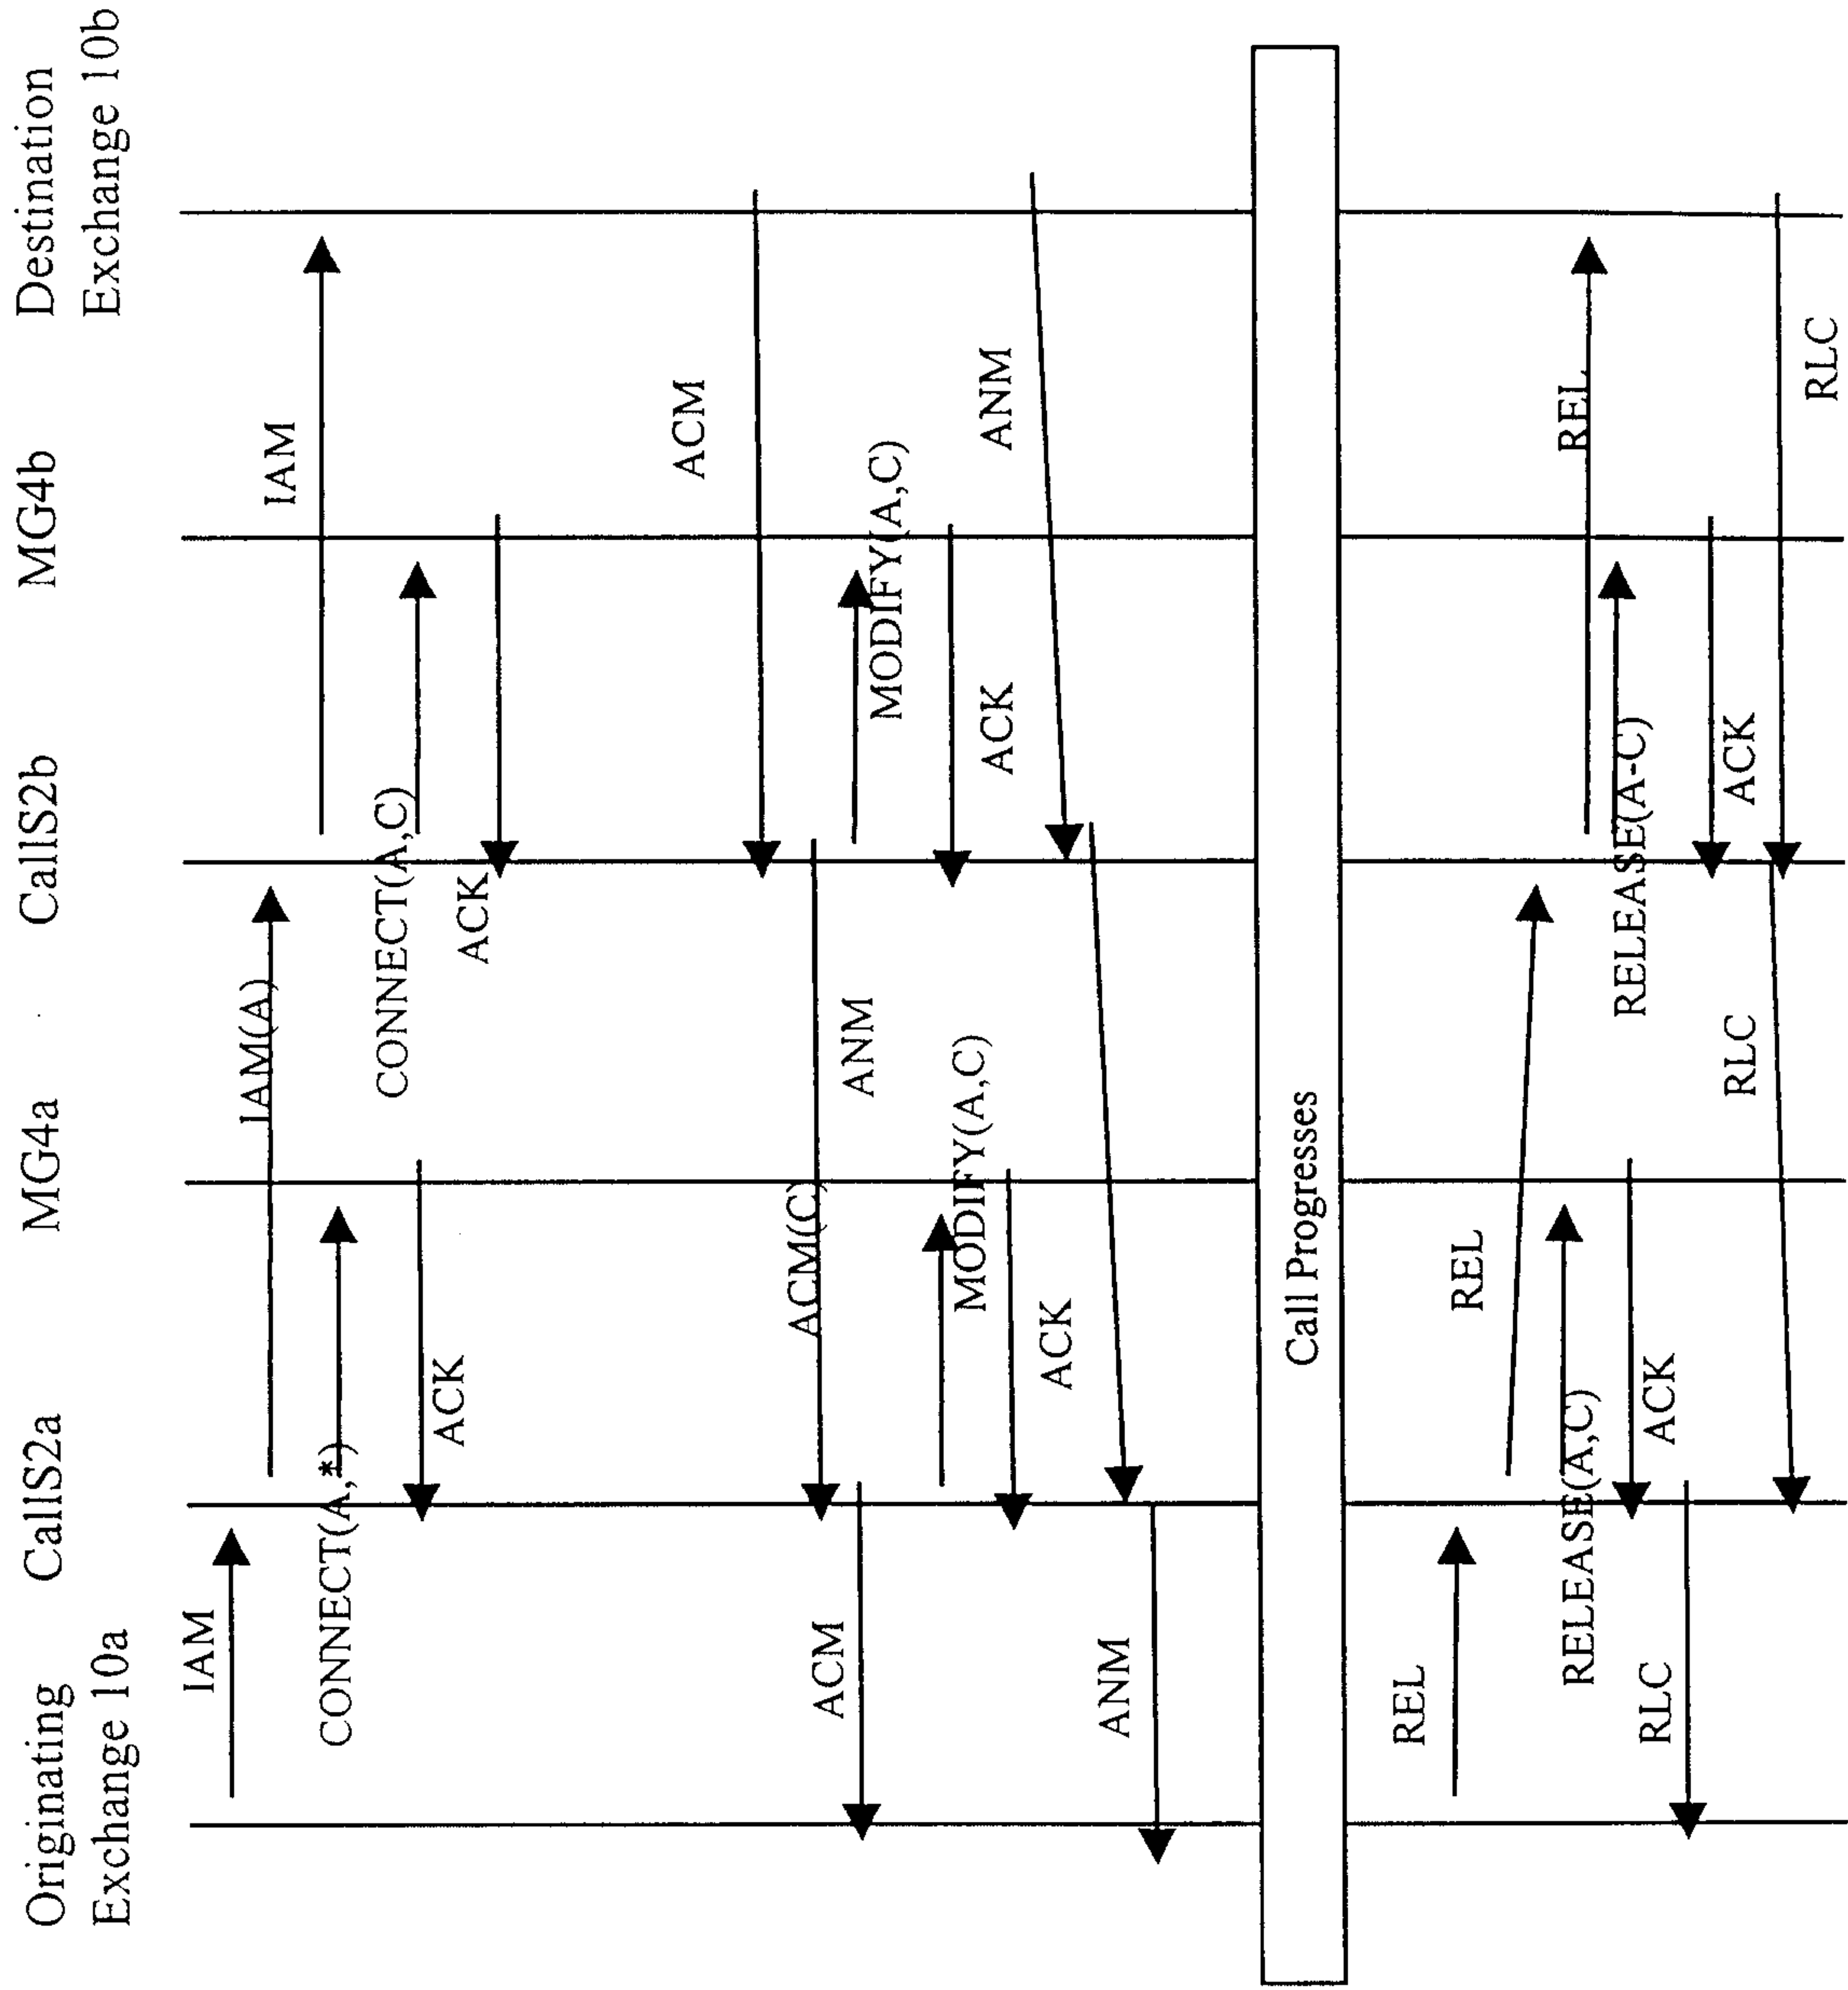 Originating
Exchange 10a
CallS2a
MG4a
CallS2b
MG4b
Destination
Exchange 10b
IAM
IAM(A)
IAM
CONNECT(A,*)
CONNECT(A,C)
ACK
ACK
ACM
ACM(C)
ACM
ANM
MODIFY(A,C)
MODIFY(A,C)
ACK
ACK
ANM
ANM
Call Progresses
REL
REL
REL
RELEASE(A,C)
RELEASE(A-C)
ACK
ACK
RLC
RLC
RLC